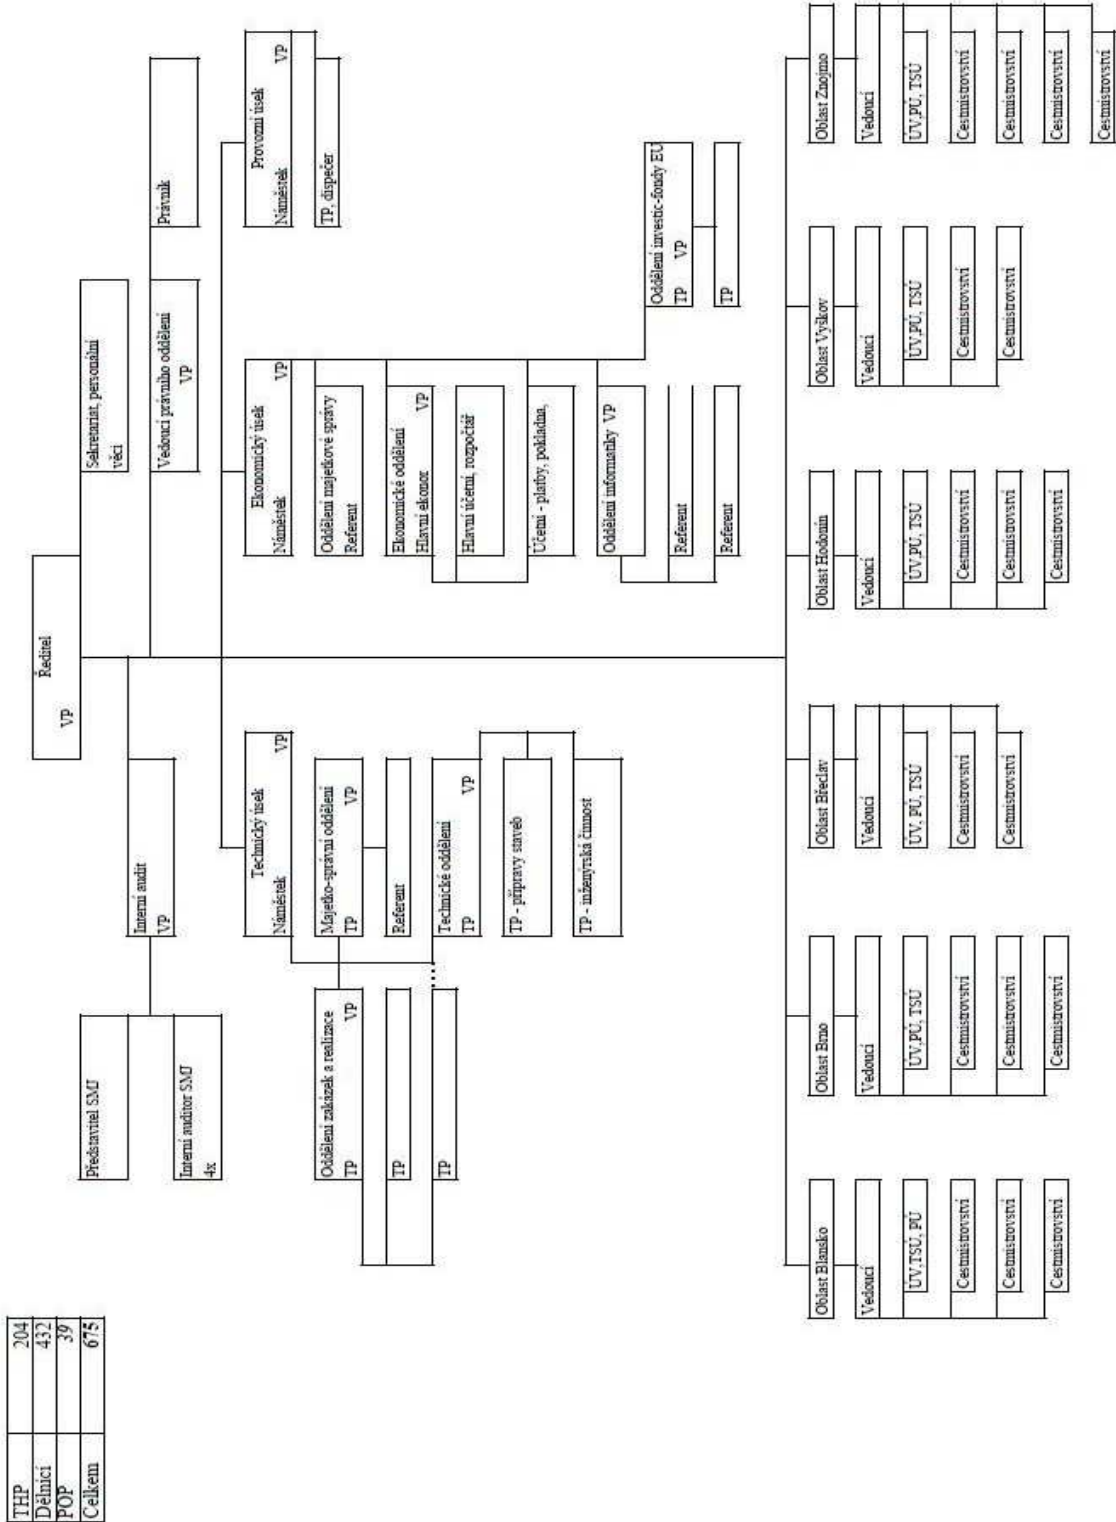 THP 204
Dělníci 432
POP 39
Celkem 675
Ředitel
VP
Sekretariát, personální
věci
Představitel SMJ
Interní audit
VP
Vedoucí právního oddělení
VP
Právník
Interní auditor SMJ
4x
Technický úsek
Náměstek VP
Ekonomický úsek
Náměstek VP
Provozní úsek
Náměstek VP
Oddělení zakázek a realizace
TP VP
TP
TP
Majetko-správní oddělení
TP VP
Referent
Technické oddělení
TP VP
TP - přípravy staveb
TP - inženýrská činnost
Oddělení majetkové správy
Referent
Ekonomické oddělení
Hlavní ekonor VP
Hlavní účetní, rozpočtář
Účetní - platby, pokladna,
Oddělení informatiky VP
Referent
Referent
TP, dispečer
Oddělení investic-fondy EU
TP VP
TP
Oblast Blansko
Vedoucí
ÚV,TSÚ, PÚ
Cestmistrovství
Cestmistrovství
Cestmistrovství
Oblast Brno
Vedoucí
ÚV,PÚ, TSÚ
Cestmistrovství
Cestmistrovství
Cestmistrovství
Oblast Břeclav
Vedoucí
ÚV, PÚ, TSÚ
Cestmistrovství
Cestmistrovství
Oblast Hodonín
Vedoucí
ÚV,PÚ, TSÚ
Cestmistrovství
Cestmistrovství
Cestmistrovství
Oblast Vyškov
Vedoucí
ÚV,PÚ, TSÚ
Cestmistrovství
Cestmistrovství
Oblast Znojmo
Vedoucí
ÚV,PÚ, TSÚ
Cestmistrovství
Cestmistrovství
Cestmistrovství
Cestmistrovství